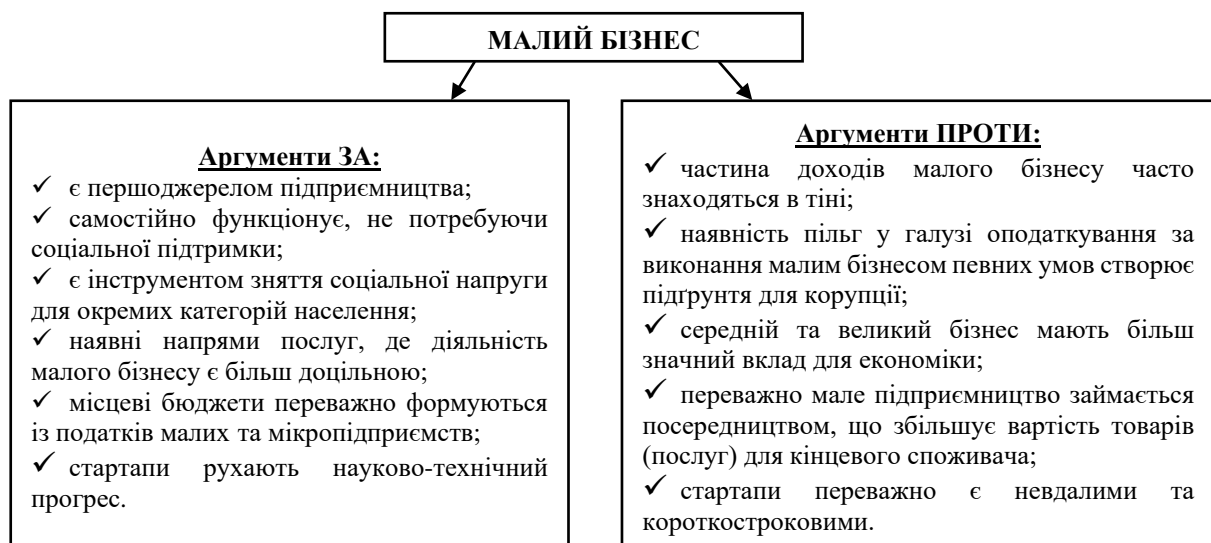 МАЛИЙ БІЗНЕС
Аргументи ЗА:
✓ є першоджерелом підприємництва;
✓ самостійно функціонує, не потребуючи
соціальної підтримки;
✓ є інструментом зняття соціальної напруги
для окремих категорій населення;
✓ наявні напрями послуг, де діяльність
малого бізнесу є більш доцільною;
✓ місцеві бюджети переважно формуються
із податків малих та мікропідприємств;
✓ стартапи рухають науково-технічний
прогрес.
Аргументи ПРОТИ:
✓ частина доходів малого бізнесу часто
знаходяться в тіні;
✓ наявність пільг у галузі оподаткування за
виконання малим бізнесом певних умов створює
підґрунтя для корупції;
✓ середній та великий бізнес мають більш
значний вклад для економіки;
✓ переважно мале підприємництво займається
посередництвом, що збільшує вартість товарів
(послуг) для кінцевого споживача;
✓ стартапи переважно є невдалими та
короткостроковими.